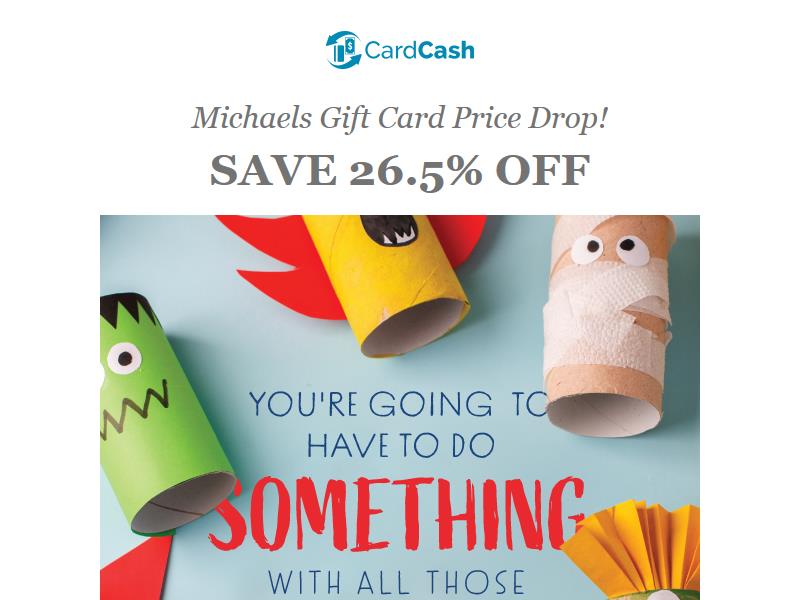 CardCash
Michaels Gift Card Price Drop!
SAVE 26.5% OFF
YOU'RE GOING TO
HAVE TO DO
SOMETHING
WITH ALL THOSE